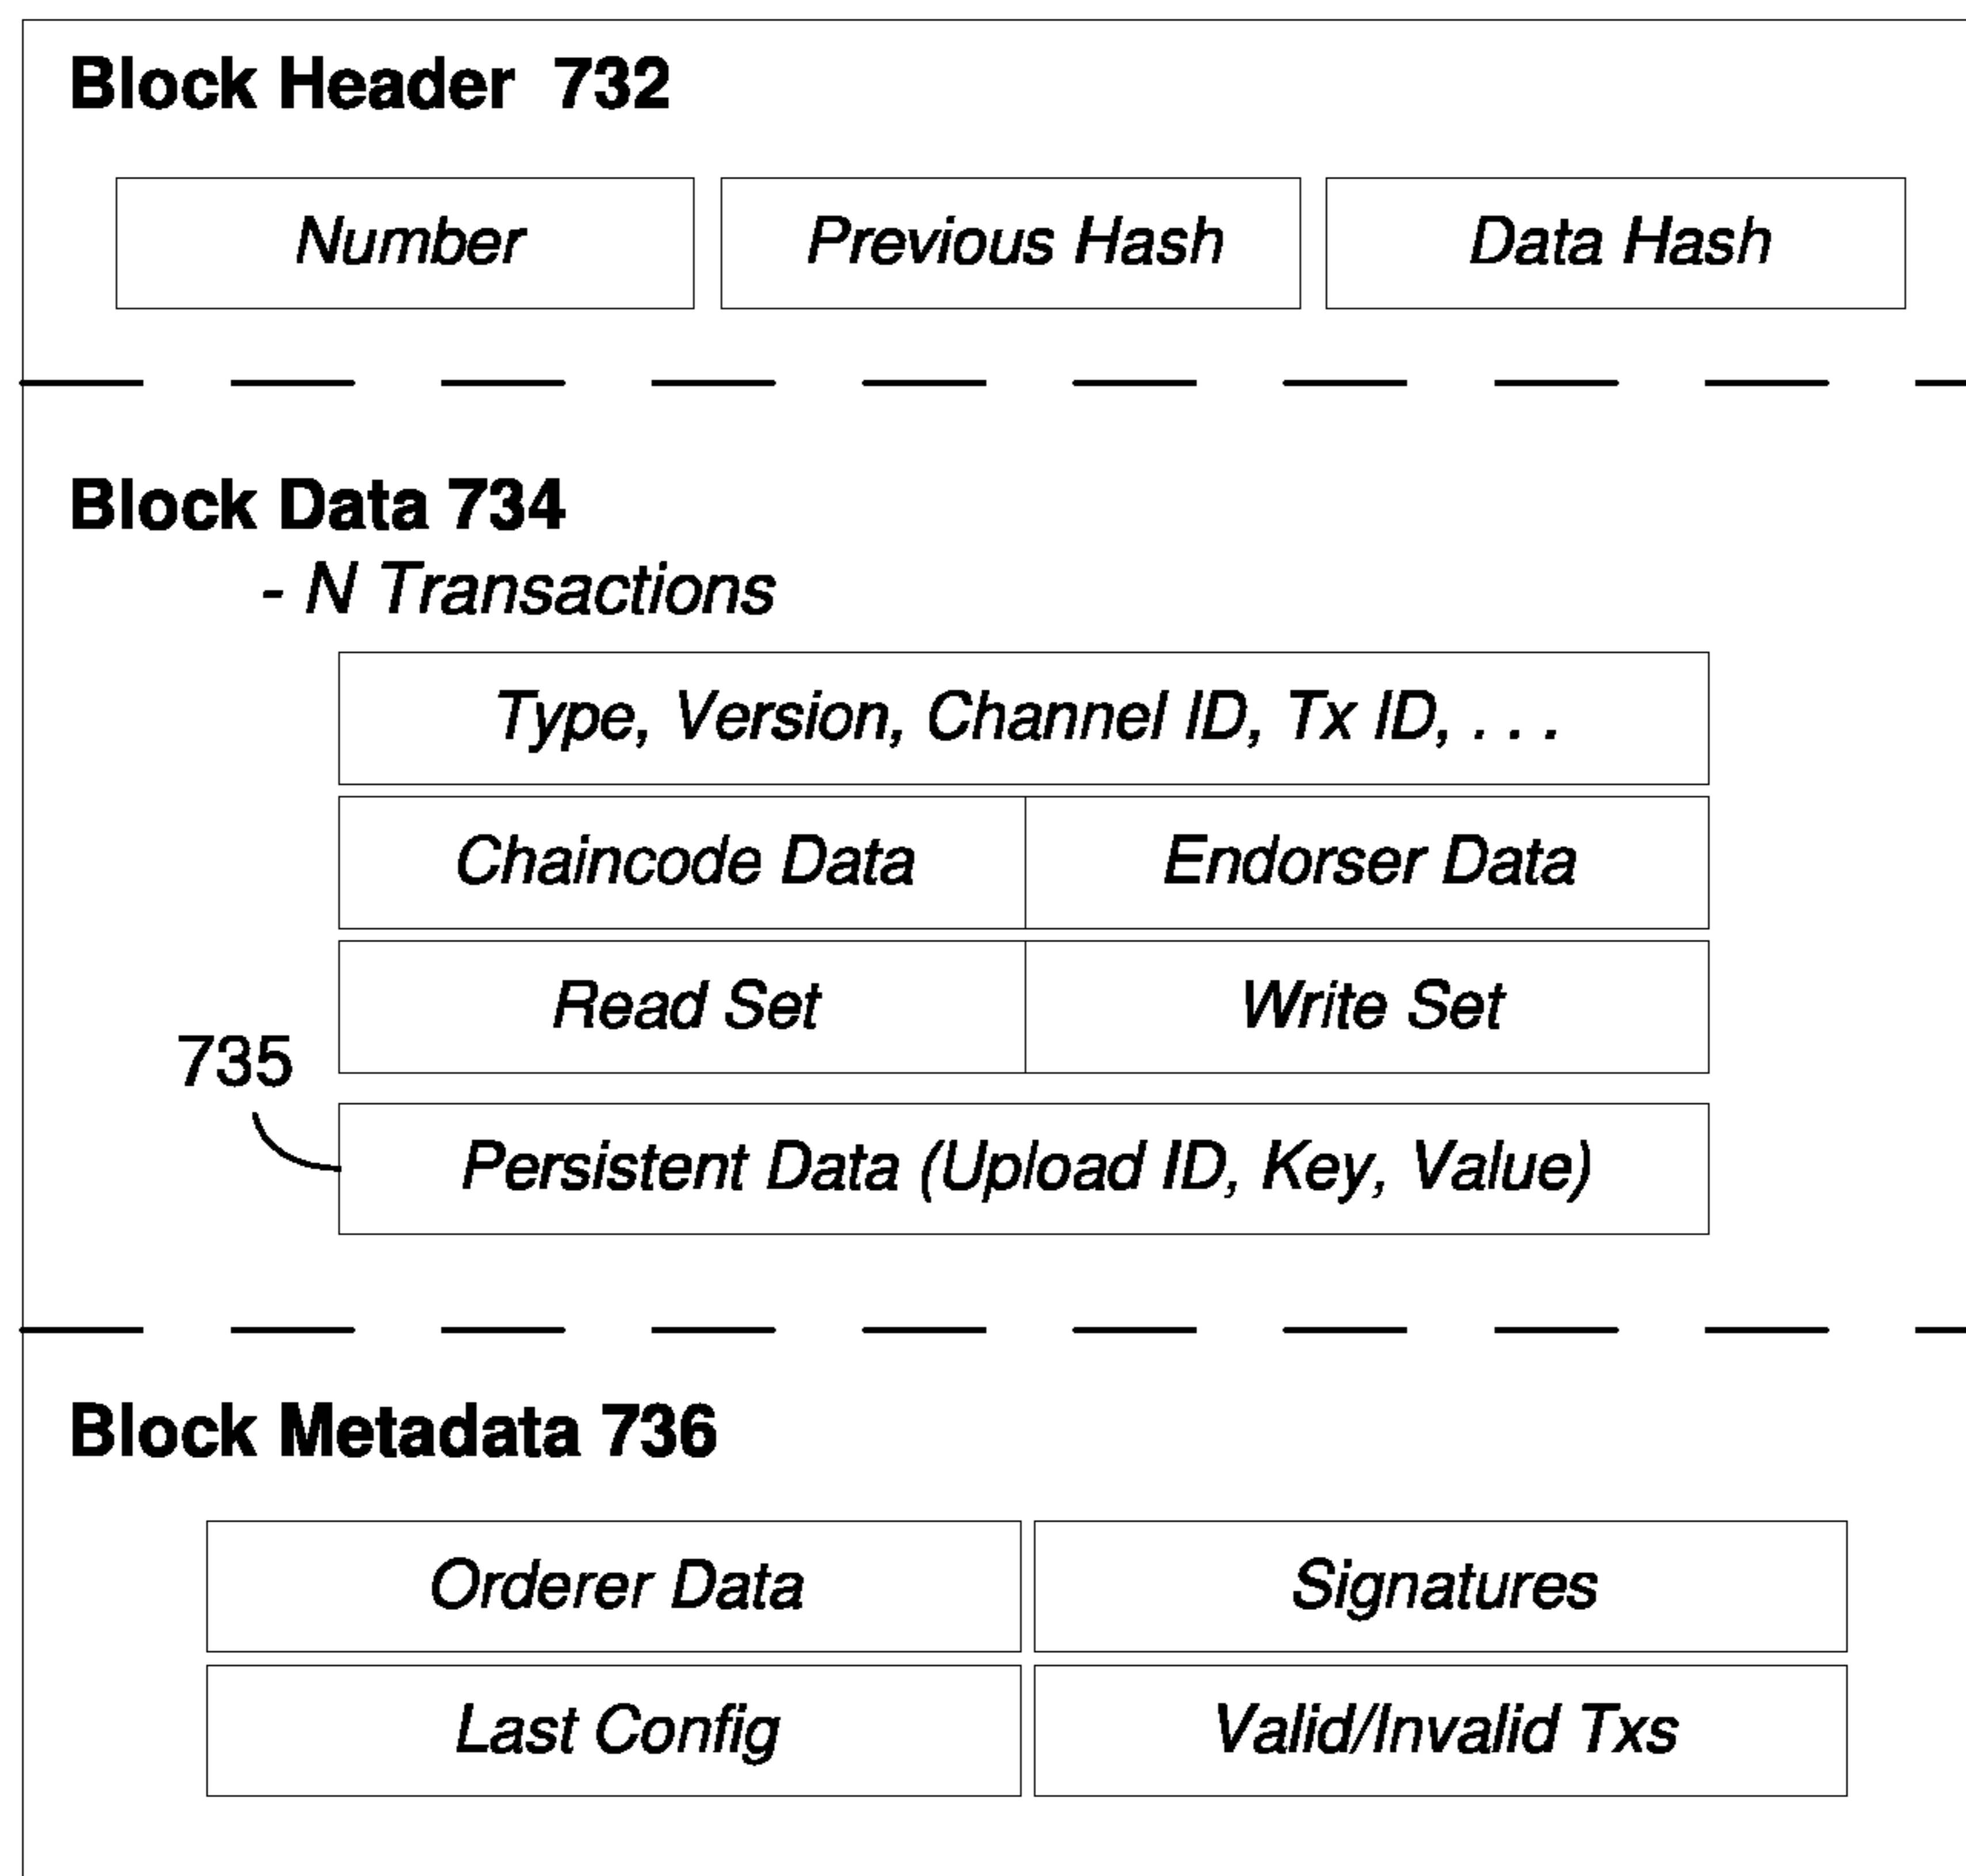 Block Header 732
Number
Previous Hash
Data Hash
Block Data 734
- N Transactions
Type, Version, Channel ID, Tx ID, . . .
Chaincode Data
Endorser Data
Read Set
Write Set
735
Persistent Data (Upload ID, Key, Value)
Block Metadata 736
Orderer Data
Signatures
Last Config
Valid/Invalid Txs